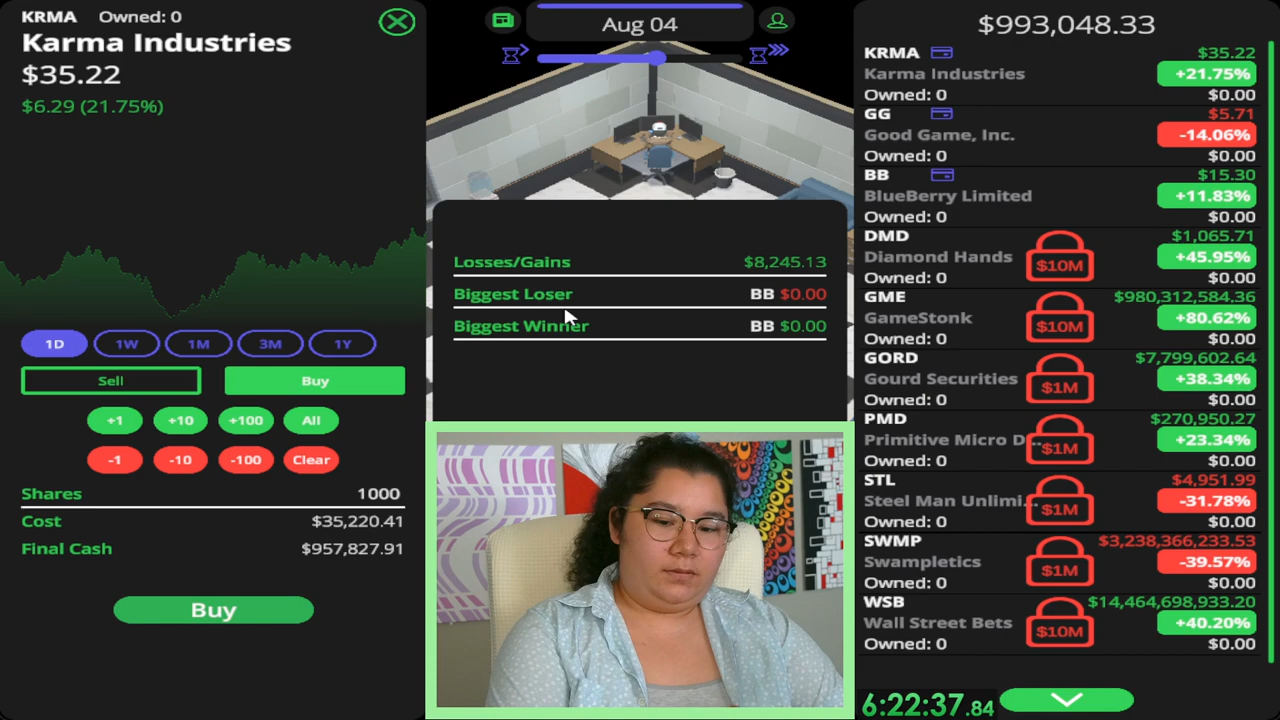 KRMA Owned: 0
Karma Industries
$35.22
$6.29 (21.75%)
1D 1W 1M 3M 1Y
Sell Buy
+1 +10 +100 All
-1 -10 -100 Clear
Shares 1000
Cost $35,220.41
Final Cash $957,827.91
Buy
Aug 04
Losses/Gains $8,245.13
Biggest Loser BB $0.00
Biggest Winner BB $0.00
$993,048.33
KRMA $35.22
Karma Industries +21.75%
Owned: 0 $0.00
GG $5.71
Good Game, Inc. -14.06%
Owned: 0 $0.00
BB $15.30
BlueBerry Limited +11.83%
Owned: 0 $0.00
DMD $1,065.71
Diamond Hands $10M +45.95%
Owned: 0 $0.00
GME $980,312,584.36
GameStonk $10M +80.62%
Owned: 0 $0.00
GORD $7,799,602.64
Gourd Securities $1M +38.34%
Owned: 0 $0.00
PMD $270,950.27
Primitive Micro D... $1M +23.34%
Owned: 0 $0.00
STL $4,951.99
Steel Man Unlimi... $1M -31.78%
Owned: 0 $0.00
SWMP $3,238,366,233.53
Swampletics $1M -39.57%
Owned: 0 $0.00
WSB $14,464,698,933.20
Wall Street Bets $10M +40.20%
Owned: 0 $0.00
6:22:37.84